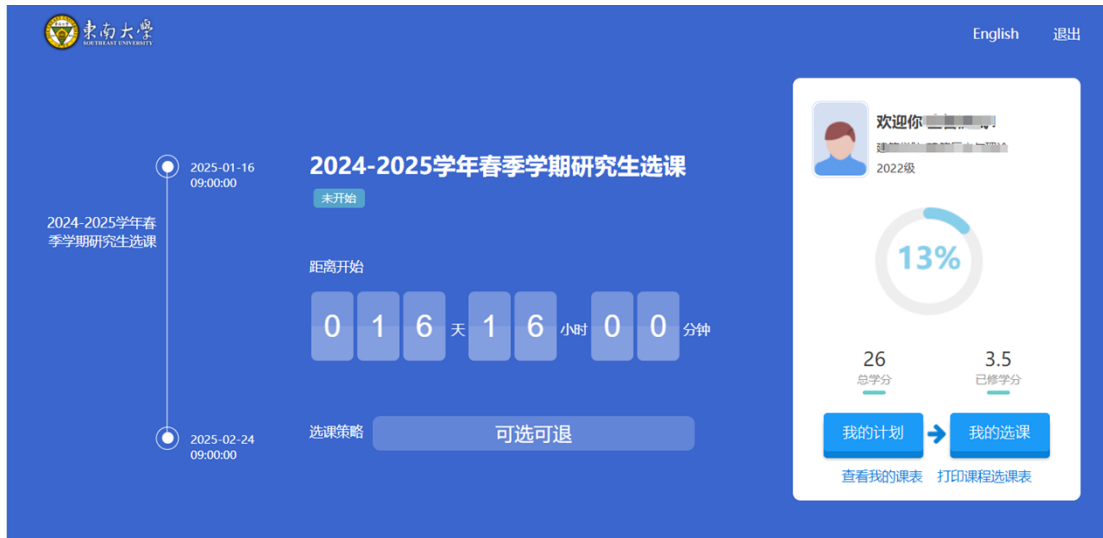 東南大學
SOUTHEAST UNIVERSITY
English
退出
2025-01-16
09:00:00
2024-2025学年春
季学期研究生选课
2025-02-24
09:00:00
2024-2025学年春季学期研究生选课
未开始
距离开始
016天16小时00分钟
选课策略
可选可退
欢迎你
2022级
13%
26
总学分
3.5
已修学分
我的计划
我的选课
查看我的课表
打印课程选课表